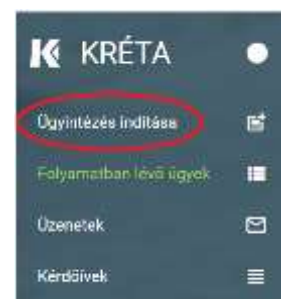 KRÉTA
Ügyintézés indítása
Folyamatban lévő ügyek
Üzenetek
Kérdőívek